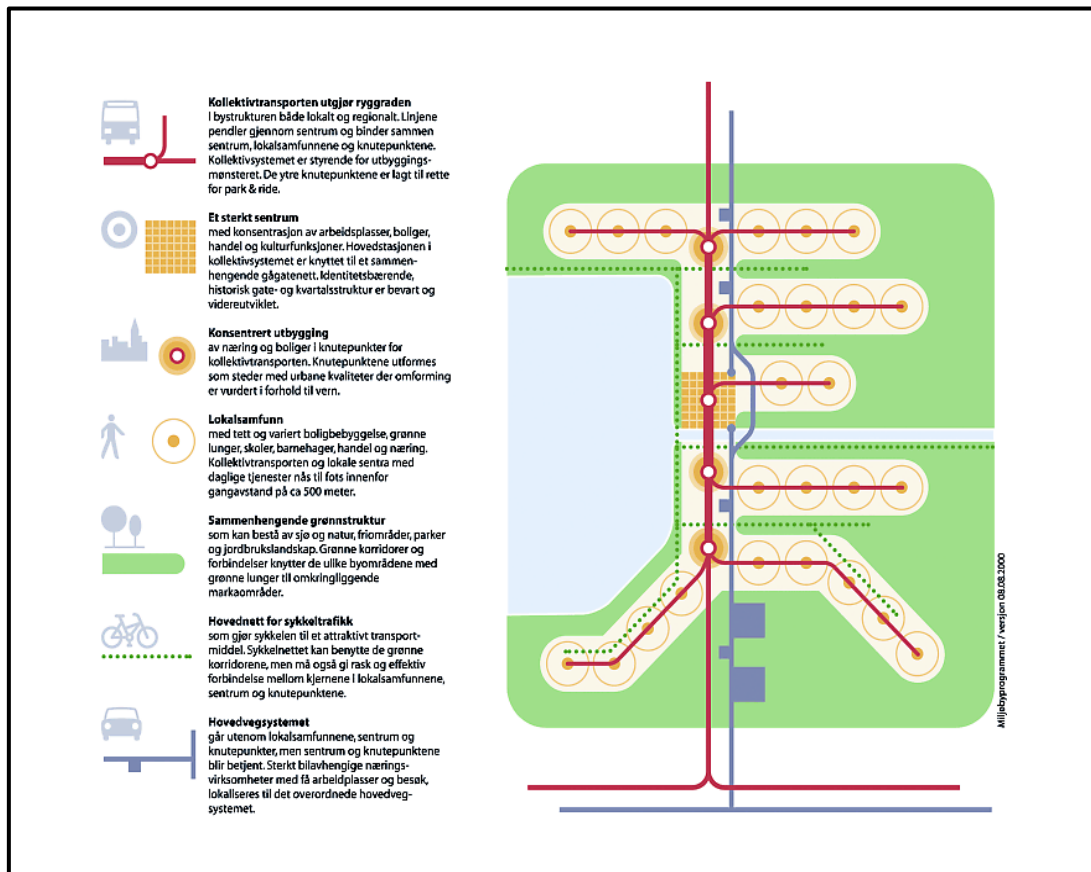 Kollektivtransporten utgjør ryggraden
i bystrukturen både lokalt og regionalt. Linjene
pendler gjennom sentrum og binder sammen
sentrum, lokalsamfunnene og knutepunktene.
Kollektivsystemet er styrende for utbyggings-
mønsteret. De ytre knutepunktene er lagt til rette
for park & ride.
Et sterkt sentrum
med konsentrasjon av arbeidsplasser, boliger,
handel og kulturfunksjoner. Hovedstasjonen i
kollektivsystemet er knyttet til et sammen-
hengende gågatenett. Identitetsbærende,
historisk gate- og kvartalsstruktur er bevart og
videreutviklet.
Konsentrert utbygging
av næring og boliger i knutepunkter for
kollektivtransporten. Knutepunktene utformes
som steder med urbane kvaliteter der omforming
er vurdert i forhold til vern.
Lokalsamfunn
med tett og variert boligbebyggelse, grønne
lunger, skoler, barnehager, handel og næring.
Kollektivtransporten og lokale sentra med
daglige tjenester nås til fots innenfor
gangavstand på ca 500 meter.
Sammenhengende grønnstruktur
som kan bestå av sjø og natur, friområder, parker
og jordbrukslandskap. Grønne korridorer og
forbindelser knytter de ulike byområdene med
grønne lunger til omkringliggende
markaområder.
Hovednett for sykkeltrafikk
som gjør sykkelen til et attraktivt transport-
middel. Sykkelnettet kan benytte de grønne
korridorene, men må også gi rask og effektiv
forbindelse mellom kjernene i lokalsamfunnene,
sentrum og knutepunktene.
Hovedvegsystemet
går utenom lokalsamfunnene, sentrum og
knutepunkter, men sentrum og knutepunktene
blir betjent. Sterkt bilavhengige nærings-
virksomheter med få arbeidplasser og besøk,
lokaliseres til det overordnede hovedveg-
systemet.
Miljøbyprogrammet / versjon 08.08.2000